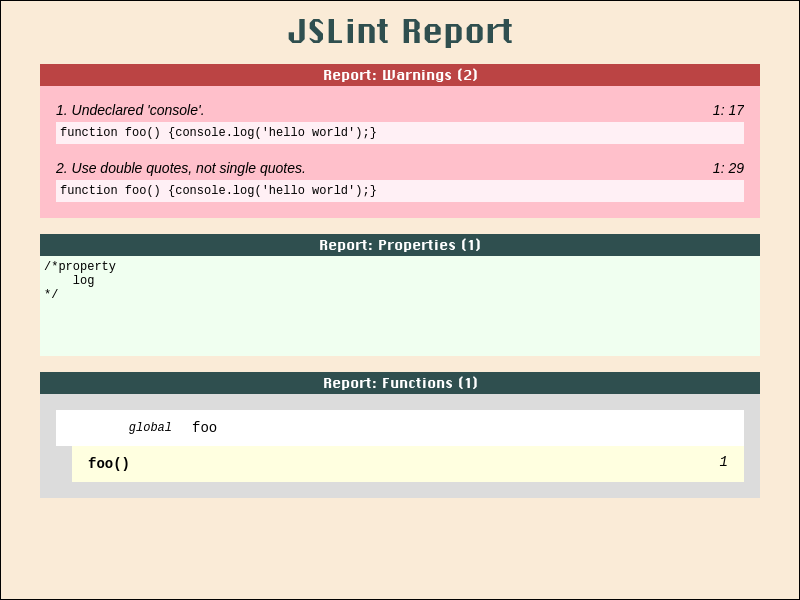 JSLint Report
Report: Warnings (2)
1. Undeclared 'console'. 1: 17
function foo() {console.log('hello world');}
2. Use double quotes, not single quotes. 1: 29
function foo() {console.log('hello world');}
Report: Properties (1)
/*property
    log
*/
Report: Functions (1)
global foo
foo() 1